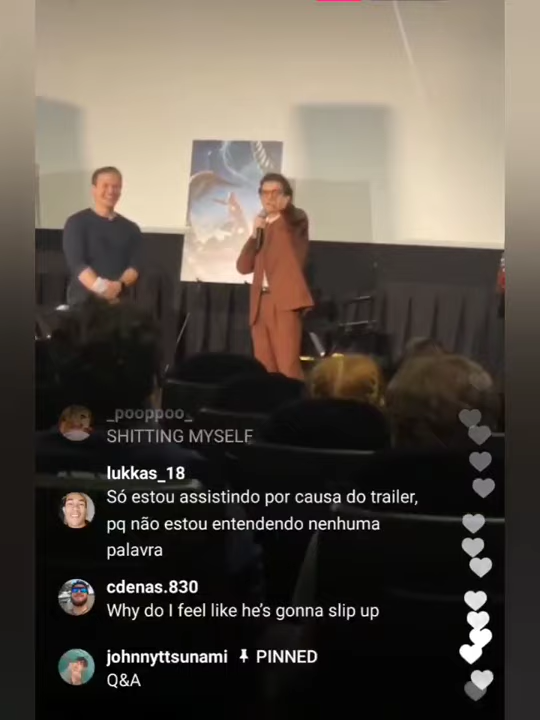 _pooppoo_
SHITTING MYSELF
lukkas_18
Só estou assistindo por causa do trailer,
pq não estou entendendo nenhuma
palavra
cdenas.830
Why do I feel like he's gonna slip up
johnnyttsunami PINNED
Q&A